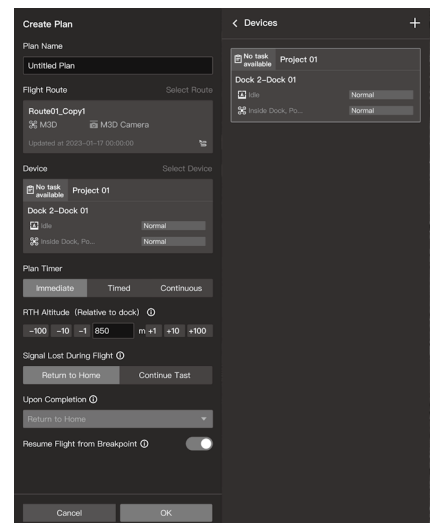 Create Plan
Plan Name
Untitled Plan
Flight Route
Select Route
Route01_Copy1
M3D
M3D Camera
Updated at 2023-01-17 00:00:00
Device
Select Device
No task
available
Project 01
Dock 2-Dock 01
Idle
Normal
Inside Dock, Po...
Normal
Plan Timer
Immediate
Timed
Continuous
RTH Altitude (Relative to dock)
-100 -10 -1 850 m +1 +10 +100
Signal Lost During Flight
Return to Home
Continue Tast
Upon Completion
Return to Home
Resume Flight from Breakpoint
Cancel
OK
Devices
No task
available
Project 01
Dock 2-Dock 01
Idle
Normal
Inside Dock, Po...
Normal